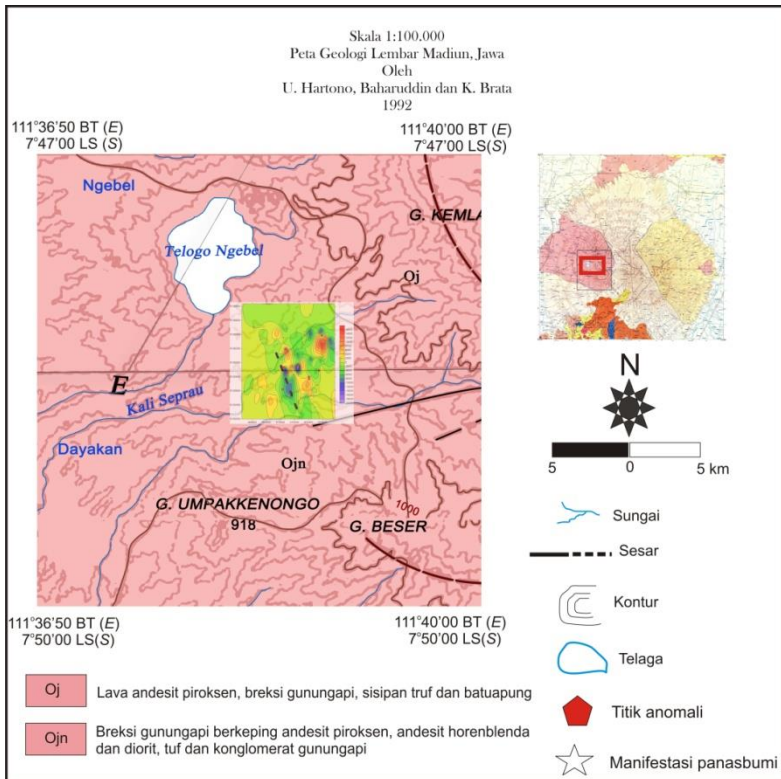 Skala 1:100.000
Peta Geologi Lembar Madiun, Jawa
Oleh
U. Hartono, Baharuddin dan K. Brata
1992
111°36'50 BT (E)
7°47'00 LS (S)
111°40'00 BT (E)
7°47'00 LS (S)
Ngebel
G. KEMLA
Telogo Ngebel
Oj
E
Kali Seprau
Dayakan
Ojn
G. UMPAKKENONGO
918
1000
G. BESER
N
5 0 5 km
Sungai
Sesar
Kontur
Telaga
Titik anomali
Manifestasi panasbumi
111°36'50 BT (E)
7°50'00 LS(S)
111°40'00 BT (E)
7°50'00 LS(S)
Oj Lava andesit piroksen, breksi gunungapi, sisipan truf dan batuapung
Ojn Breksi gunungapi berkeping andesit piroksen, andesit horenblenda
dan diorit, tuf dan konglomerat gunungapi